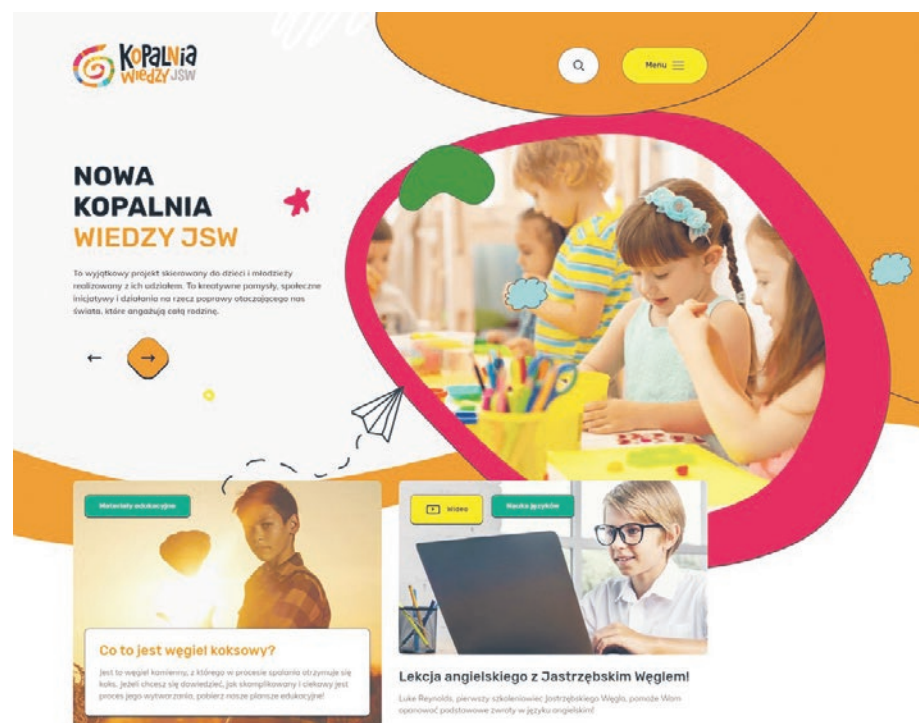 KOPALNIA
WIEDZY JSW
Menu
NOWA
KOPALNIA
WIEDZY JSW
To wyjątkowy projekt skierowany do dzieci i młodzieży
realizowany z ich udziałem. To kreatywne pomysły, społeczne
inicjatywy i działania na rzecz poprawy otaczającego nas
świata, które angażują całą rodzinę.
Materiały edukacyjne
Wideo
Nauka języków
Co to jest węgiel koksowy?
Jest to węgiel kamienny, z którego w procesie spalania otrzymuje się
koks. Jeżeli chcesz się dowiedzieć, jak skomplikowany i ciekawy jest
proces jego wytwarzania, pobierz nasze plansze edukacyjne!
Lekcja angielskiego z Jastrzębskim Węglem!
Luke Reynolds, pierwszy szkoleniowiec Jastrzębskiego Węgla, pomoże Wam
opanować podstawowe zwroty w języku angielskim!